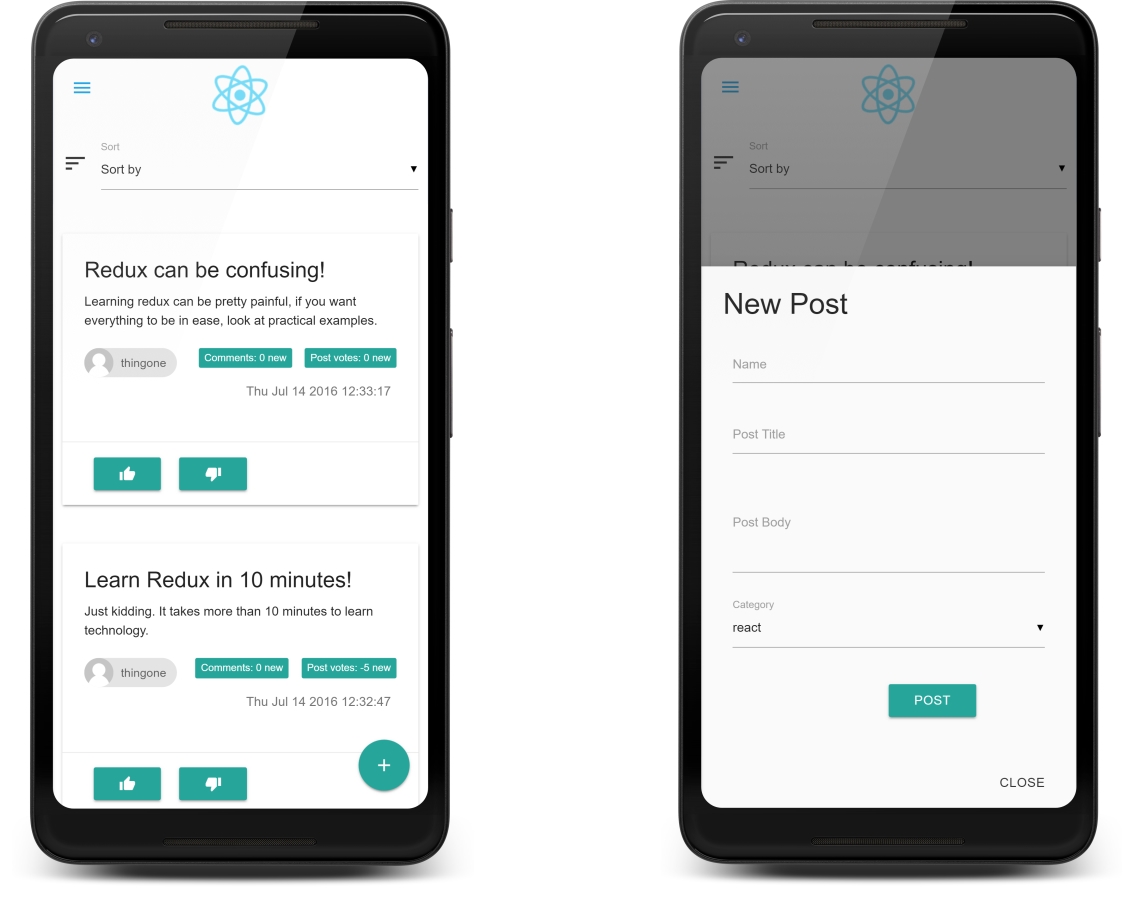 Sort
Sort by
Redux can be confusing!
Learning redux can be pretty painful, if you want
everything to be in ease, look at practical examples.
thingone
Comments: 0 new
Post votes: 0 new
Thu Jul 14 2016 12:33:17
Learn Redux in 10 minutes!
Just kidding. It takes more than 10 minutes to learn
technology.
thingone
Comments: 0 new
Post votes: -5 new
Thu Jul 14 2016 12:32:47
Sort
Sort by
Redux can be confusing!
New Post
Name
Post Title
Post Body
Category
react
POST
CLOSE